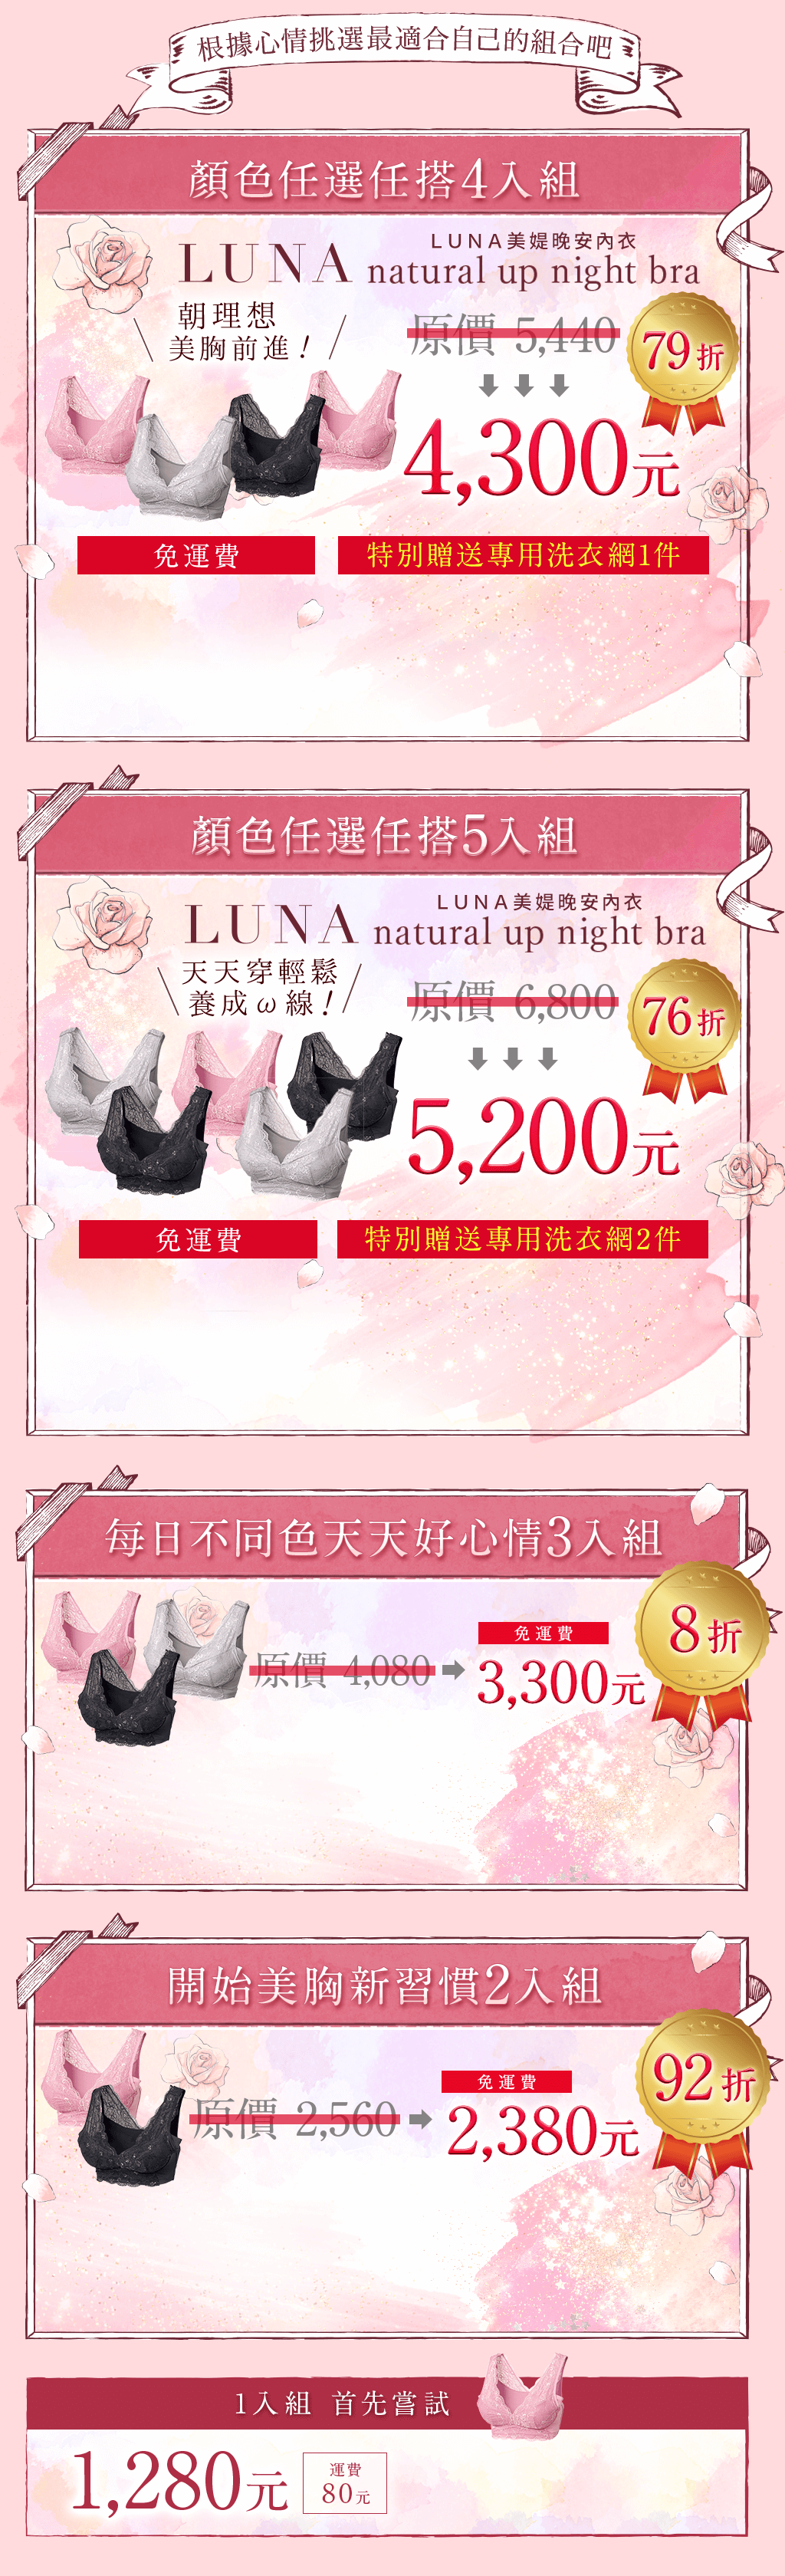 根據心情挑選最適合自己的組合吧
顏色任選任搭4入組
LUNA
LUNA美媞晚安內衣
natural up night bra
朝理想
美胸前進!
原價 5,440
79折
4,300元
免運費
特別贈送專用洗衣網1件
顏色任選任搭5入組
LUNA
LUNA美媞晚安內衣
natural up night bra
天天穿輕鬆
養成ω線!
原價 6,800
76折
5,200元
免運費
特別贈送專用洗衣網2件
每日不同色天天好心情3入組
8折
免運費
原價 4,080
3,300元
開始美胸新習慣2入組
92折
免運費
原價 2,560
2,380元
1入組 首先嘗試
1,280元
運費
80元